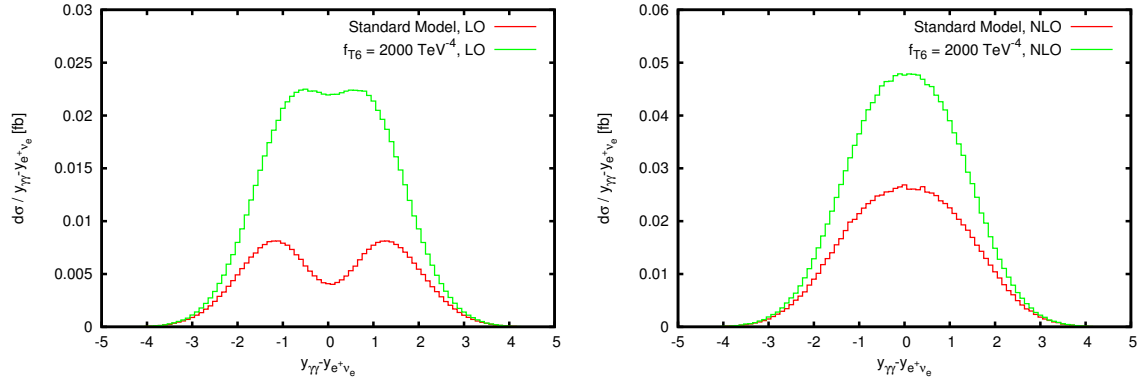 0.03
0.025
0.02
0.015
0.01
0.005
0
dσ / y_γγ-y_e⁺ν_e [fb]
Standard Model, LO
f_T6 = 2000 TeV⁻⁴, LO
-5 -4 -3 -2 -1 0 1 2 3 4 5
y_γγ-y_e⁺ν_e
0.06
0.05
0.04
0.03
0.02
0.01
0
dσ / y_γγ-y_e⁺ν_e [fb]
Standard Model, NLO
f_T6 = 2000 TeV⁻⁴, NLO
-5 -4 -3 -2 -1 0 1 2 3 4 5
y_γγ-y_e⁺ν_e